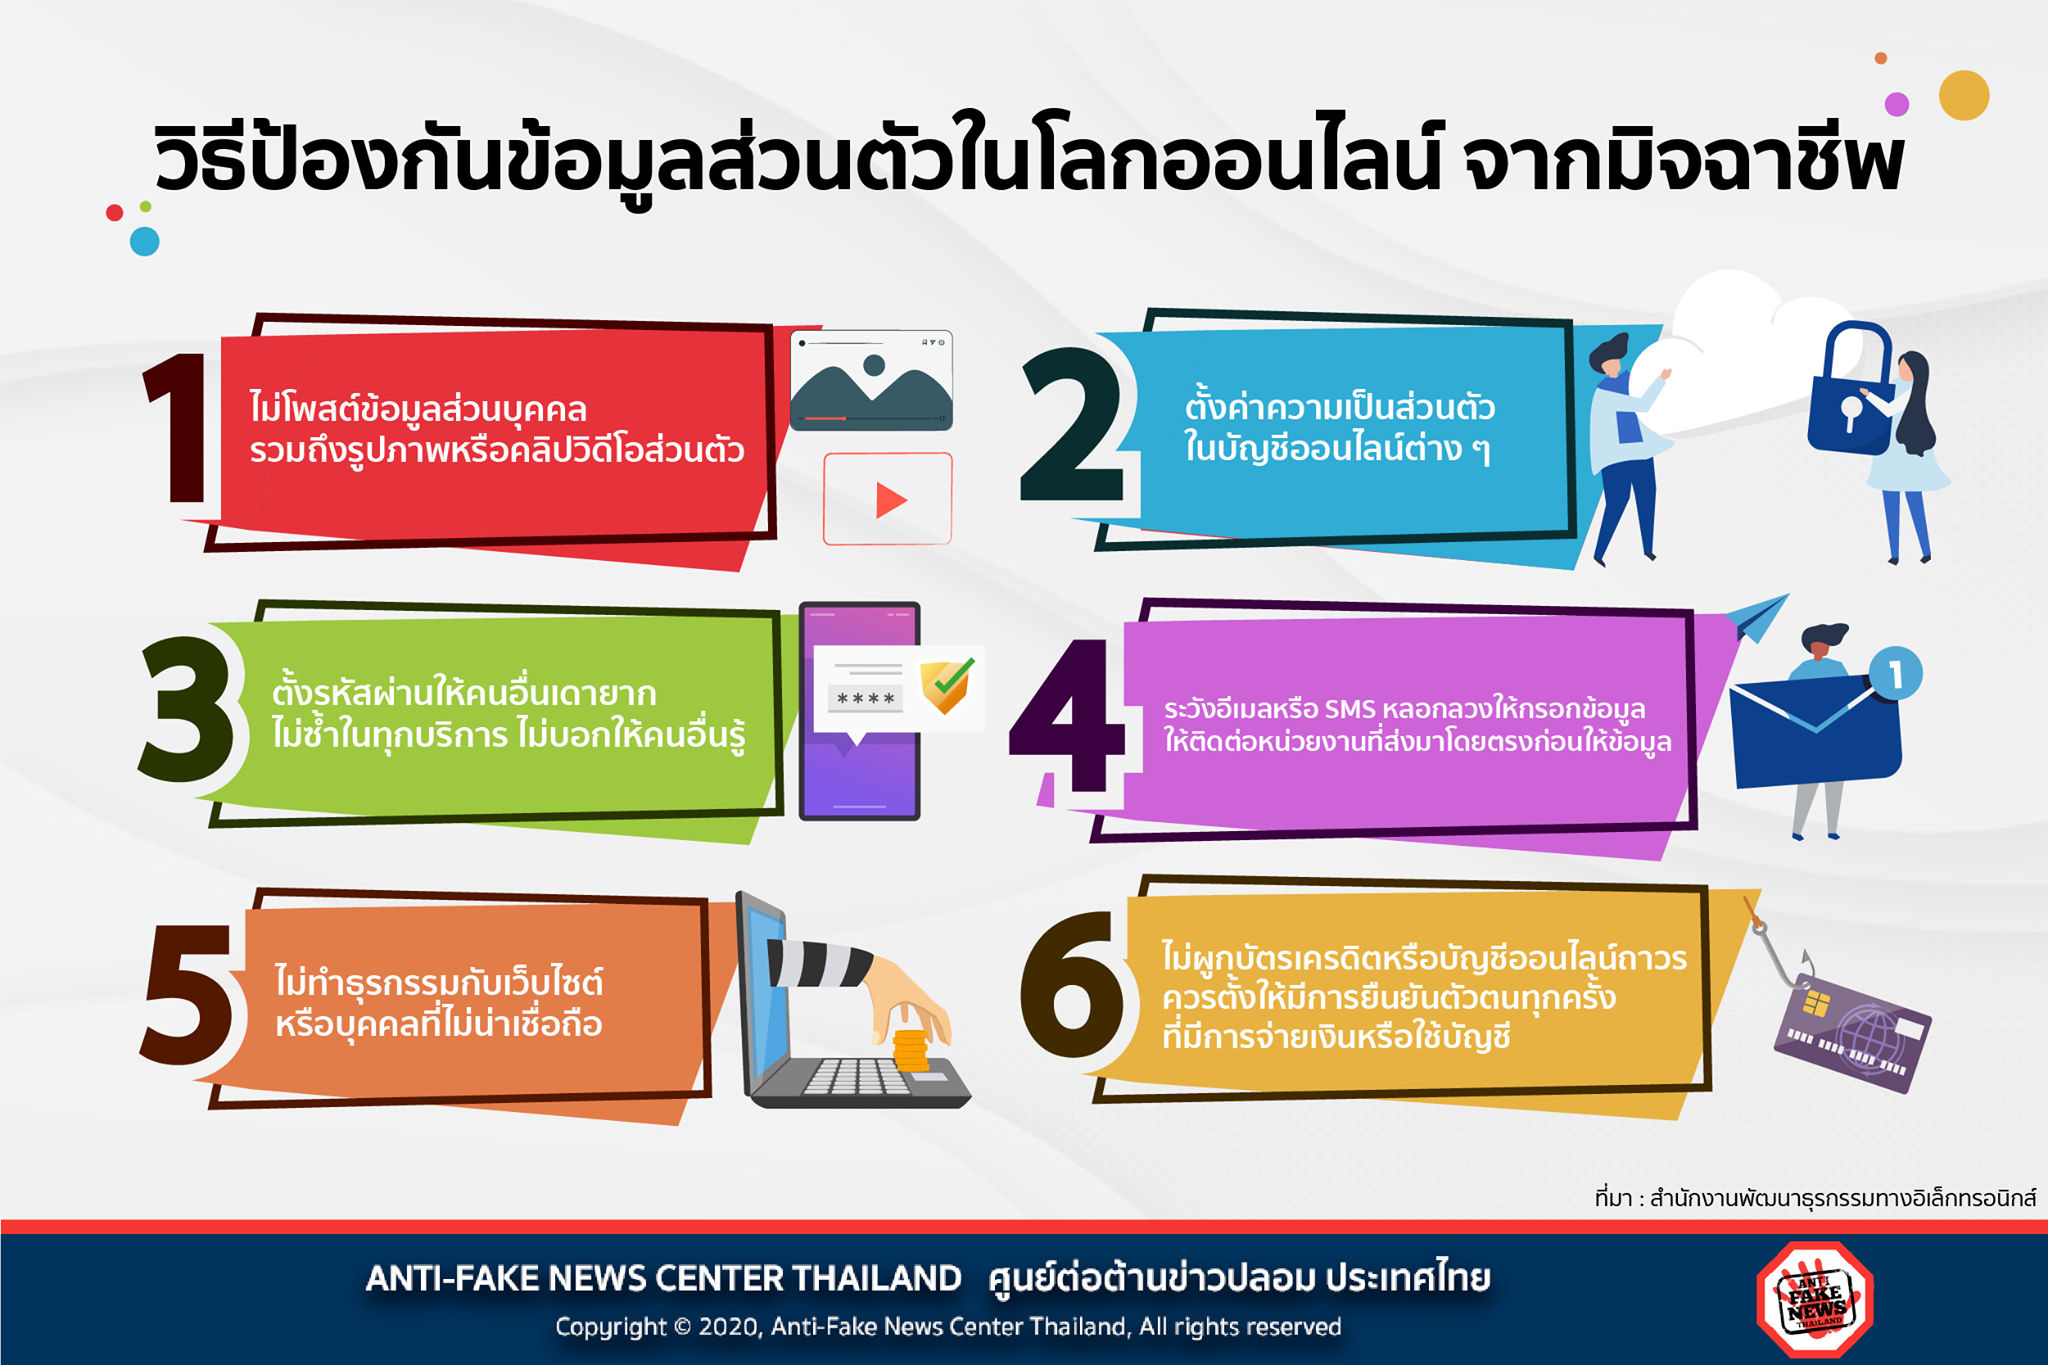 วิธีป้องกันข้อมูลส่วนตัวในโลกออนไลน์ จากมิจฉาชีพ
1
ไม่โพสต์ข้อมูลส่วนบุคคล
รวมถึงรูปภาพหรือคลิปวิดีโอส่วนตัว
2
ตั้งค่าความเป็นส่วนตัว
ในบัญชีออนไลน์ต่าง ๆ
3
ตั้งรหัสผ่านให้คนอื่นเดายาก
ไม่ซ้ำในทุกบริการ ไม่บอกให้คนอื่นรู้
****
4
ระวังอีเมลหรือ SMS หลอกลวงให้กรอกข้อมูล
ให้ติดต่อหน่วยงานที่ส่งมาโดยตรงก่อนให้ข้อมูล
1
5
ไม่ทำธุรกรรมกับเว็บไซต์
หรือบุคคลที่ไม่น่าเชื่อถือ
6
ไม่ผูกบัตรเครดิตหรือบัญชีออนไลน์ถาวร
ควรตั้งให้มีการยืนยันตัวตนทุกครั้ง
ที่มีการจ่ายเงินหรือใช้บัญชี
ที่มา : สำนักงานพัฒนาธุรกรรมทางอิเล็กทรอนิกส์
ANTI-FAKE NEWS CENTER THAILAND ศูนย์ต่อต้านข่าวปลอม ประเทศไทย
Copyright © 2020, Anti-Fake News Center Thailand, All rights reserved
ANTI
FAKE
NEWS
THAILAND